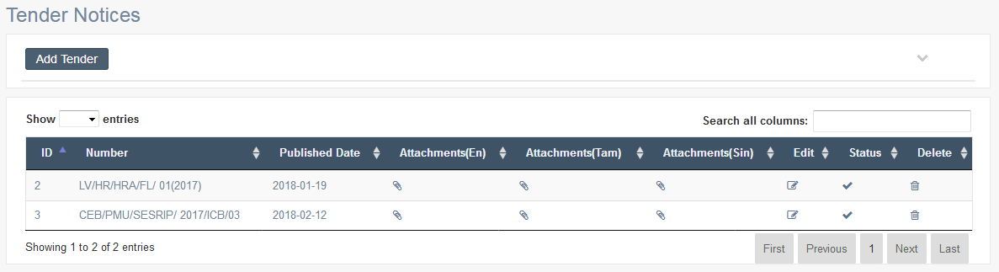 Tender Notices
Add Tender
Show entries Search all columns:
ID Number Published Date Attachments(En) Attachments(Tam) Attachments(Sin) Edit Status Delete
2 LV/HR/HRA/FL/ 01(2017) 2018-01-19
3 CEB/PMU/SESRIP/ 2017/ICB/03 2018-02-12
Showing 1 to 2 of 2 entries First Previous 1 Next Last